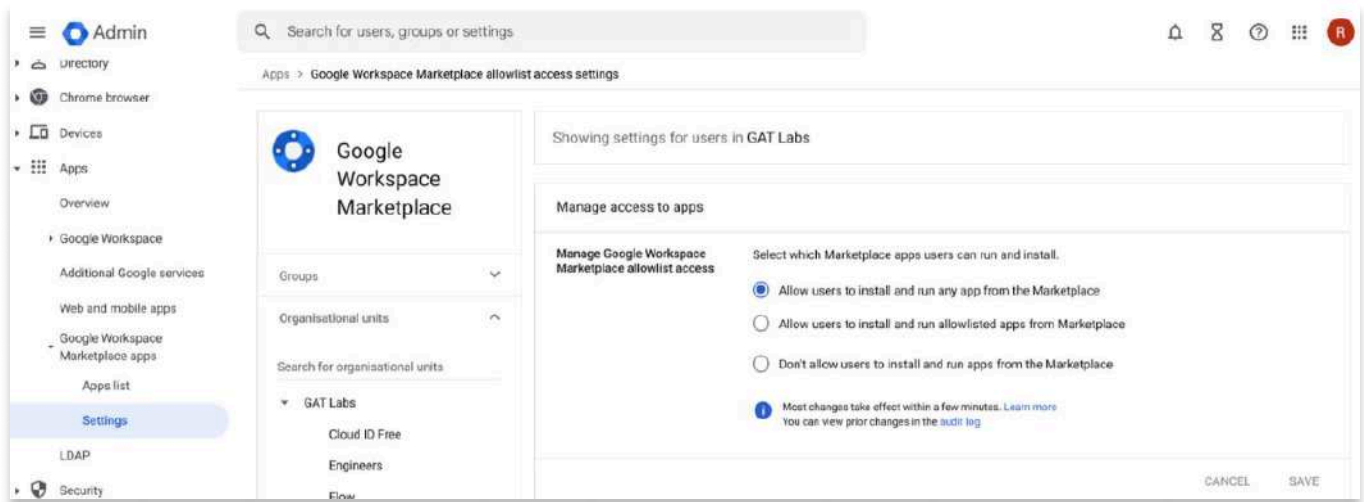 Admin
Search for users, groups or settings
R
Directory
Chrome browser
Devices
Apps
Overview
Google Workspace
Additional Google services
Web and mobile apps
Google Workspace
Marketplace apps
Apps list
Settings
LDAP
Security
Apps > Google Workspace Marketplace allowlist access settings
Google
Workspace
Marketplace
Groups
Organisational units
Search for organisational units
GAT Labs
Cloud ID Free
Engineers
Flow
Showing settings for users in GAT Labs
Manage access to apps
Manage Google Workspace
Marketplace allowlist access
Select which Marketplace apps users can run and install.
Allow users to install and run any app from the Marketplace
Allow users to install and run allowlisted apps from Marketplace
Don't allow users to install and run apps from the Marketplace
Most changes take effect within a few minutes. Learn more
You can view prior changes in the audit log
CANCEL SAVE